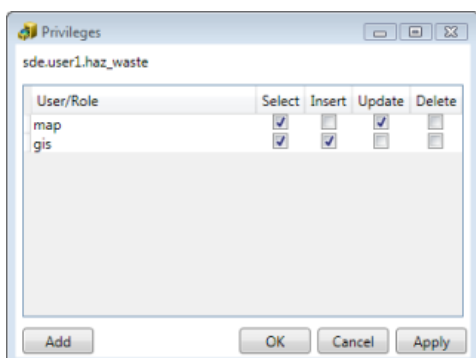 Privileges
sde.user1.haz_waste
User/Role Select Insert Update Delete
map
gis
Add OK Cancel Apply